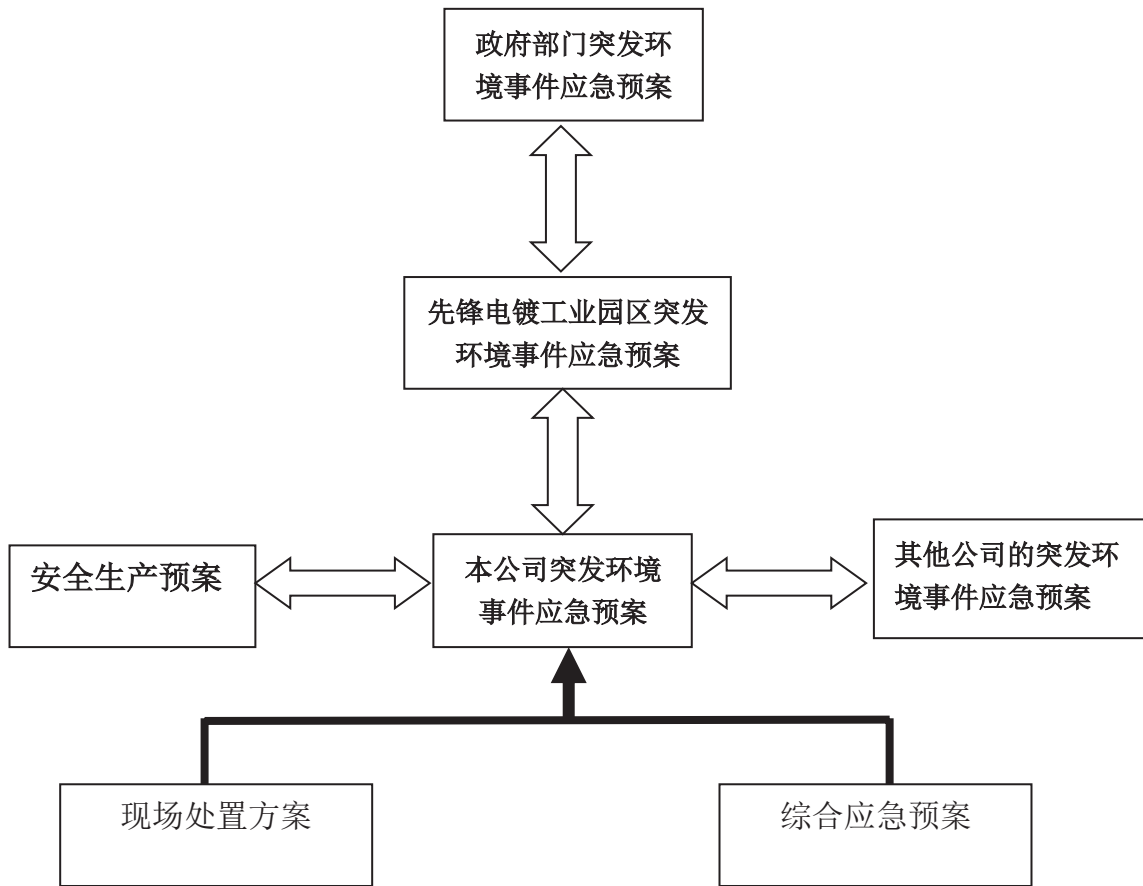 政府部门突发环
境事件应急预案
先锋电镀工业园区突发
环境事件应急预案
安全生产预案
本公司突发环境
事件应急预案
其他公司的突发环
境事件应急预案
现场处置方案
综合应急预案